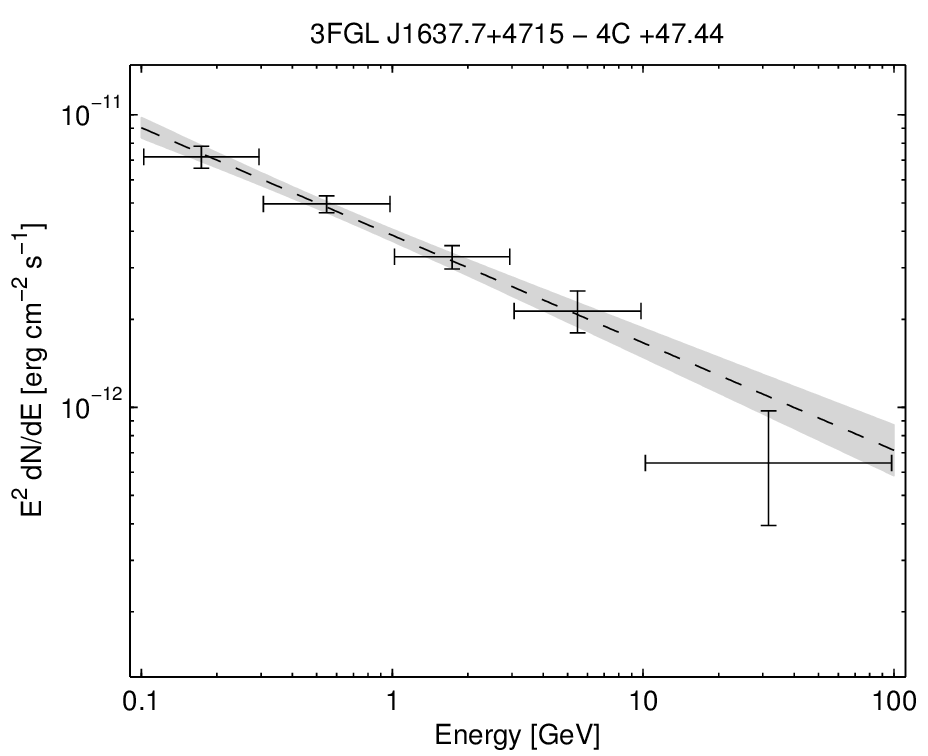 3FGL J1637.7+4715 − 4C +47.44
10⁻¹¹
10⁻¹²
E² dN/dE [erg cm⁻² s⁻¹]
0.1 1 10 100
Energy [GeV]